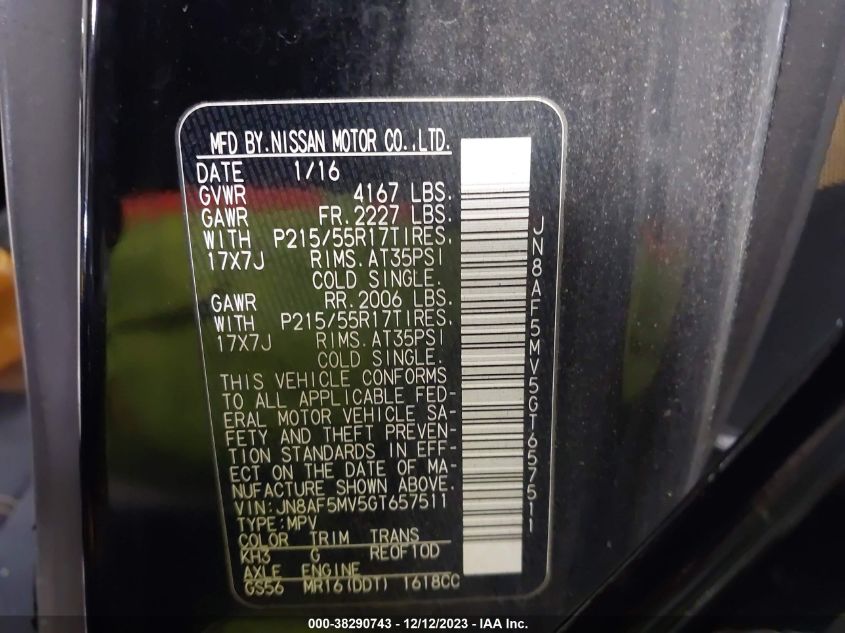 MFD BY.NISSAN MOTOR CO.,LTD.
DATE 1/16
GVWR 4167 LBS.
GAWR FR.2227 LBS.
WITH P215/55R17TIRES.
17X7J RIMS.AT35PSI
COLD SINGLE.
GAWR RR.2006 LBS.
WITH P215/55R17TIRES.
17X7J RIMS.AT35PSI
COLD SINGLE.
THIS VEHICLE CONFORMS
TO ALL APPLICABLE FED-
ERAL MOTOR VEHICLE SA-
FETY AND THEFT PREVEN-
TION STANDARDS IN EFF-
ECT ON THE DATE OF MA-
NUFACTURE SHOWN ABOVE.
VIN:JN8AF5MV5GT657511
TYPE:MPV
COLOR TRIM TRANS
KH3 G RE0F10D
AXLE ENGINE
GS56 MR16(DDT) 1618CC
JN8AF5MV5GT657511
000-38290743 - 12/12/2023 - IAA Inc.